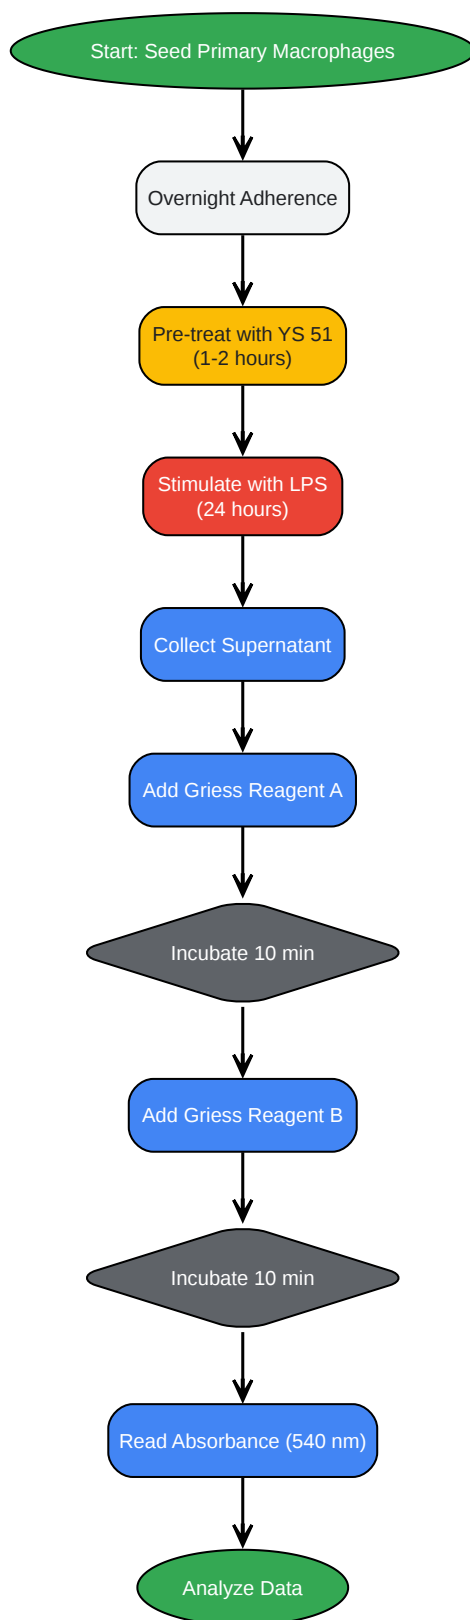 Start: Seed Primary Macrophages
Overnight Adherence
Pre-treat with YS 51
(1-2 hours)
Stimulate with LPS
(24 hours)
Collect Supernatant
Add Griess Reagent A
Incubate 10 min
Add Griess Reagent B
Incubate 10 min
Read Absorbance (540 nm)
Analyze Data